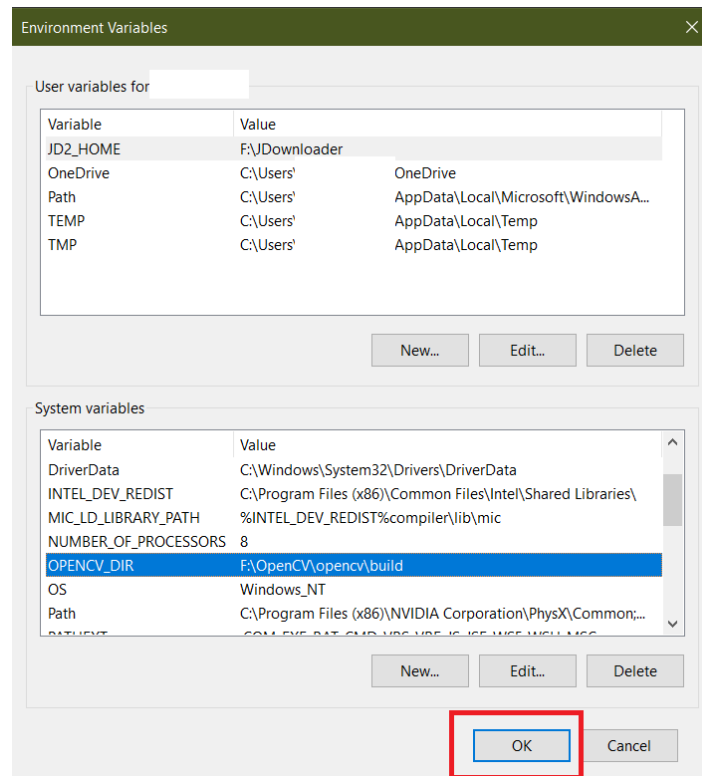 Environment Variables
User variables for
Variable Value
JD2_HOME F:\JDownloader
OneDrive C:\Users' OneDrive
Path C:\Users' AppData\Local\Microsoft\WindowsA...
TEMP C:\Users' AppData\Local\Temp
TMP C:\Users' AppData\Local\Temp
New... Edit... Delete
System variables
Variable Value
DriverData C:\Windows\System32\Drivers\DriverData
INTEL_DEV_REDIST C:\Program Files (x86)\Common Files\Intel\Shared Libraries\
MIC_LD_LIBRARY_PATH %INTEL_DEV_REDIST%compiler\lib\mic
NUMBER_OF_PROCESSORS 8
OPENCV_DIR F:\OpenCV\opencv\build
OS Windows_NT
Path C:\Program Files (x86)\NVIDIA Corporation\PhysX\Common;...
New... Edit... Delete
OK Cancel